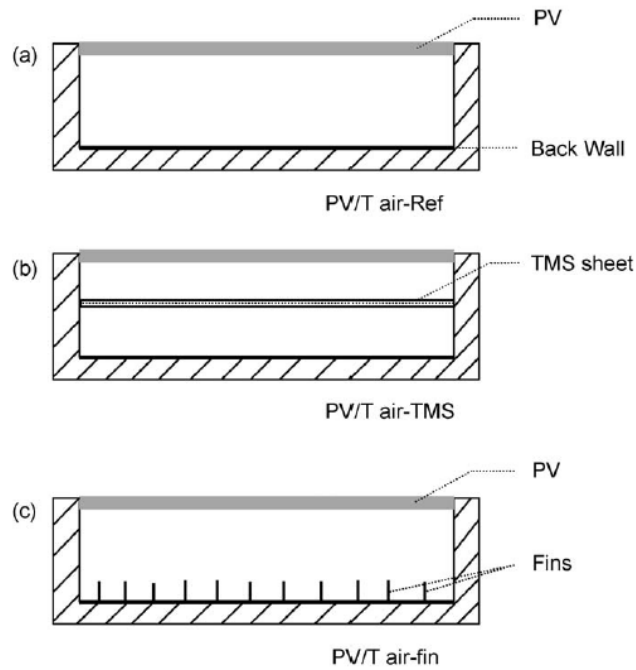 PV
(a)
Back Wall
PV/T air-Ref
(b)
TMS sheet
PV/T air-TMS
PV
(c)
Fins
PV/T air-fin